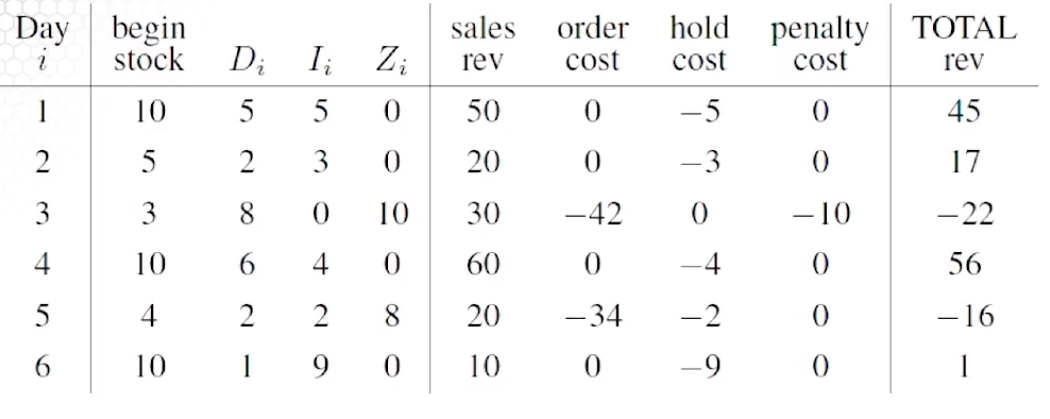 Day begin sales order hold penalty TOTAL
i stock Dᵢ Iᵢ Zᵢ rev cost cost cost rev
1 10 5 5 0 50 0 −5 0 45
2 5 2 3 0 20 0 −3 0 17
3 3 8 0 10 30 −42 0 −10 −22
4 10 6 4 0 60 0 −4 0 56
5 4 2 2 8 20 −34 −2 0 −16
6 10 1 9 0 10 0 −9 0 1